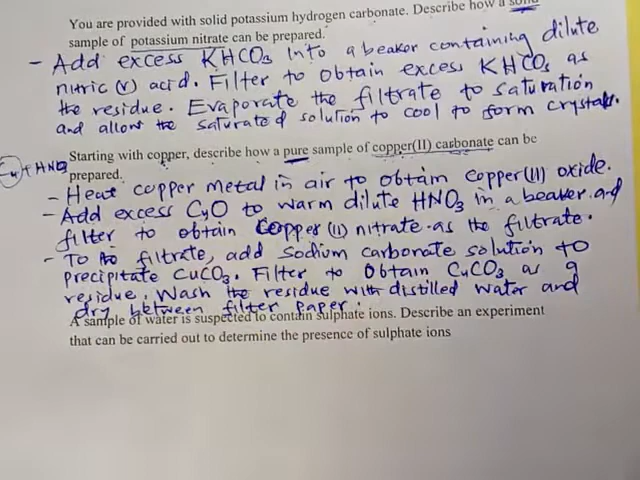 You are provided with solid potassium hydrogen carbonate. Describe how a solid
sample of potassium nitrate can be prepared.
- Add excess KHCO3 into a beaker containing dilute
nitric (v) acid. Filter to obtain excess KHCO3 as
the residue. Evaporate the filtrate to saturation
and allow the saturated solution to cool to form crystals.
Cu + HNO3
Starting with copper, describe how a pure sample of copper(II) carbonate can be
prepared.
- Heat copper metal in air to obtain copper(II) oxide.
- Add excess CuO to warm dilute HNO3 in a beaker and
filter to obtain Copper (II) nitrate as the filtrate.
- To filtrate, add Sodium carbonate solution to
precipitate CuCO3. Filter to obtain CuCO3 as a
residue. Wash the residue with distilled water and
dry between filter paper.
A sample of water is suspected to contain sulphate ions. Describe an experiment
that can be carried out to determine the presence of sulphate ions